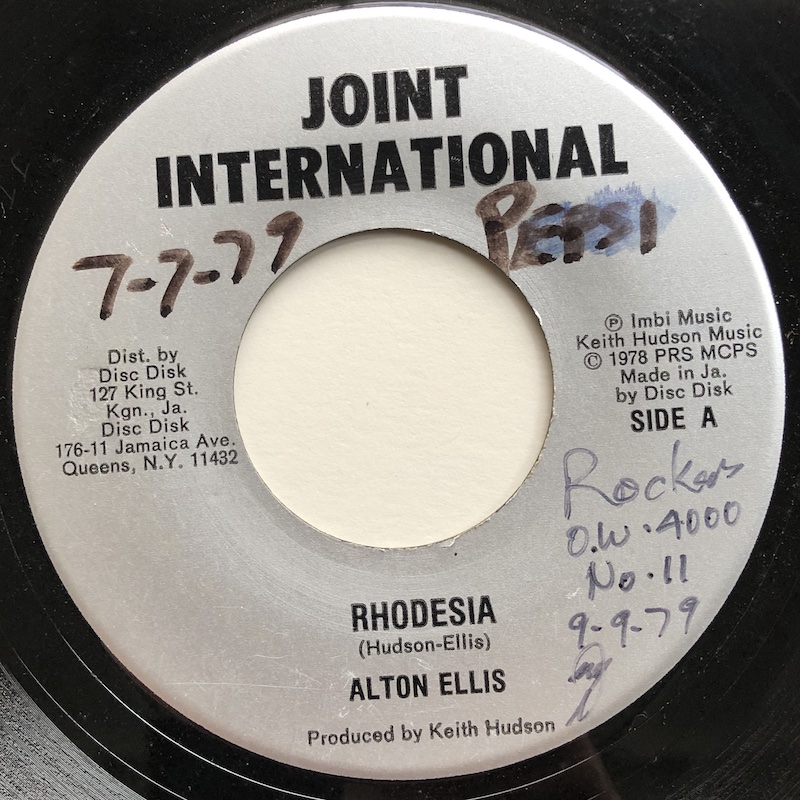 JOINT
INTERNATIONAL
7-7-79
PEPSI
Dist. by
Disc Disk
127 King St.
Kgn., Ja.
Disc Disk
176-11 Jamaica Ave.
Queens, N.Y. 11432
℗ Imbi Music
Keith Hudson Music
© 1978 PRS MCPS
Made in Ja.
by Disc Disk
SIDE A
Rockers
O.W. 4000
No. 11
9-9-79
RHODESIA
(Hudson-Ellis)
ALTON ELLIS
Produced by Keith Hudson